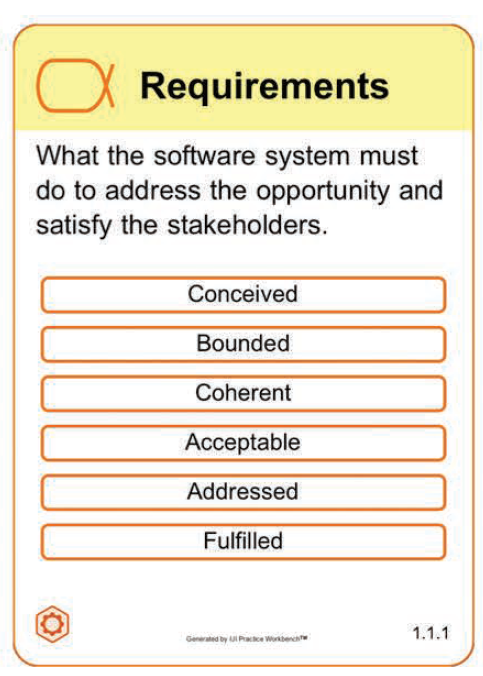 Requirements
What the software system must
do to address the opportunity and
satisfy the stakeholders.
Conceived
Bounded
Coherent
Acceptable
Addressed
Fulfilled
Generated by IJI Practice Workbench™
1.1.1